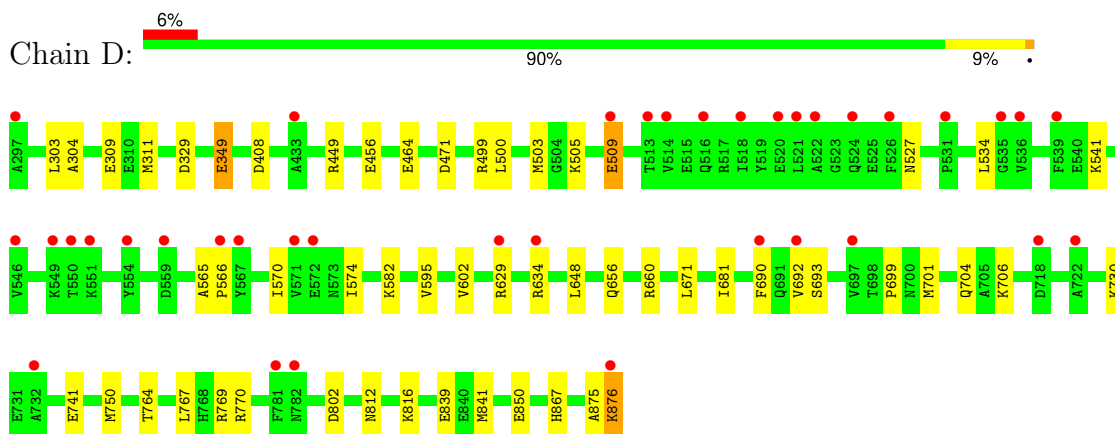 6%
Chain D:
90% 9% •
A297 L303 A304 E309 E310 M311 D329 E349 D408 A433 R449 E456 E464 D471 R499 L500 M503 G504 K505 E509 T513 V514 E515 Q516 R517 I518 Y519 E520 L521 A522 G523 Q524 E525 F526 N527 P531 L534 G535 V536 F539 E540 K541
V546 K549 T550 K551 Y554 D559 A565 P566 Y567 I570 V571 E572 N573 I574 K582 V595 V602 R629 R634 L648 Q656 R660 L671 I681 F690 Q691 V692 S693 V697 T698 P699 N700 M701 Q704 A705 K706 D718 A722 K730
E731 A732 E741 M750 T764 L767 H768 R769 R770 F781 N782 D802 N812 K816 E839 E840 M841 E850 H867 A875 K876